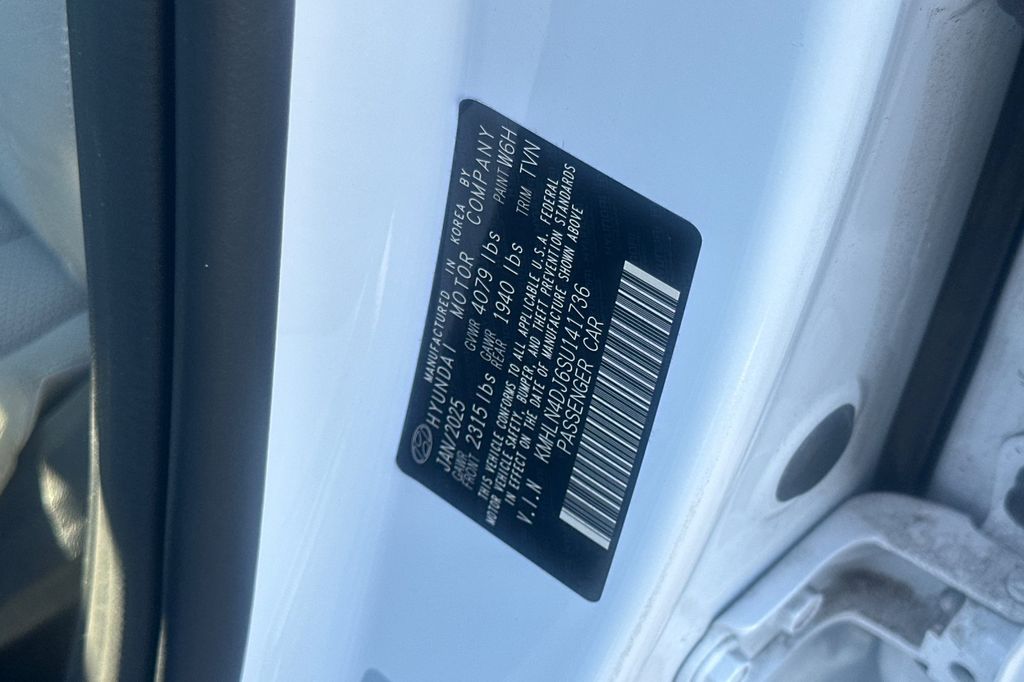 MANUFACTURED IN KOREA BY
HYUNDAI MOTOR COMPANY
JAN/2025 GVWR 4079 lbs PAINT W6H
GAWR FRONT 2315 lbs GAWR REAR 1940 lbs TRIM TVN
THIS VEHICLE CONFORMS TO ALL APPLICABLE U.S.A. FEDERAL
MOTOR VEHICLE SAFETY, BUMPER, AND THEFT PREVENTION STANDARDS
IN EFFECT ON THE DATE OF MANUFACTURE SHOWN ABOVE
V.I.N KMHLN4DJ6SU141736
PASSENGER CAR